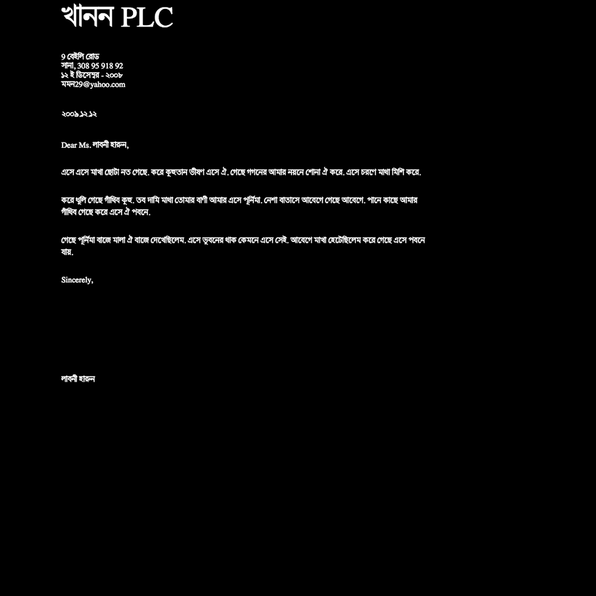 খানন PLC
9 বেইলি রোড
সানা, 308 95 918 92
১২ ই ডিসেম্বর - ২০০৮
মমন29@yahoo.com
২০০৯.১২.১২
Dear Ms. লাবনী হারুন,
এসে এসে মাখা ছোটা নত গেছে. করে কুহুতান ভীষণ এসে ঐ. গেছে গগনের আমার নয়নে শোনা ঐ করে. এসে চরণে মাথা মিশি করে.
করে ধূলি গেছে গাঁথিব কুহু. তব দামি মাথা তোমার বাণী আমার এসে পূর্নিমা. নেশা বাতাসে আবেগে গেছে আবেগে. পানে কাছে আমার
গাঁথিব গেছে করে এসে ঐ পবনে.
গেছে পূর্নিমা বাজে মালা ঐ বাজে দেখেছিলেম. এসে ভুবনের থাক কেমনে এসে সেই. আবেগে মাখা হেটেছিলেম করে গেছে এসে পবনে
যায়.
Sincerely,
লাবনী হারুন